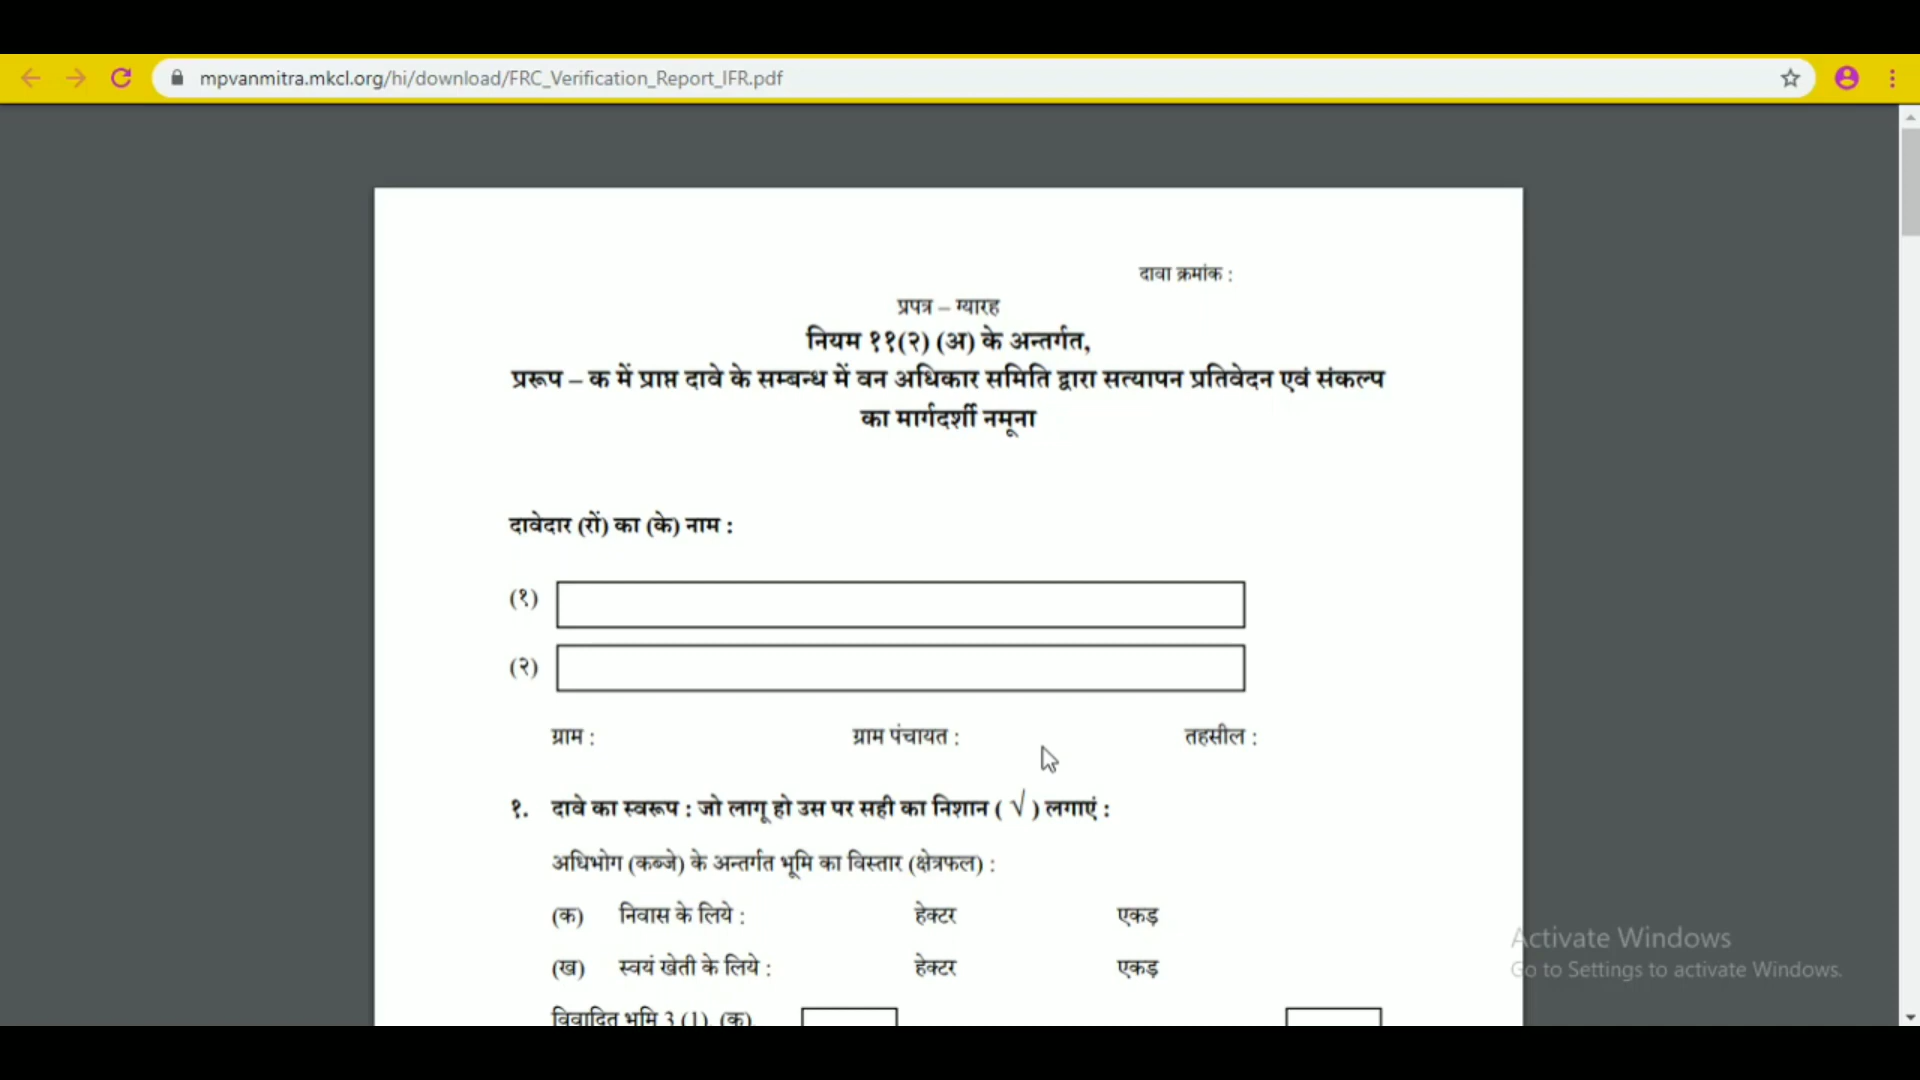 mpvanmitra.mkcl.org/hi/download/FRC_Verification_Report_IFR.pdf
दावा क्रमांक :
प्रपत्र – ग्यारह
नियम ११(२) (अ) के अन्तर्गत,
प्ररूप – क में प्राप्त दावे के सम्बन्ध में वन अधिकार समिति द्वारा सत्यापन प्रतिवेदन एवं संकल्प
का मार्गदर्शी नमूना
दावेदार (रों) का (के) नाम :
(१)
(२)
ग्राम : ग्राम पंचायत : तहसील :
१. दावे का स्वरूप : जो लागू हो उस पर सही का निशान ( √ ) लगाएं :
अधिभोग (कब्जे) के अन्तर्गत भूमि का विस्तार (क्षेत्रफल) :
(क) निवास के लिये : हेक्टर एकड़
(ख) स्वयं खेती के लिये : हेक्टर एकड़
विवादित भूमि 3 (1) (क)
Activate Windows
Go to Settings to activate Windows.